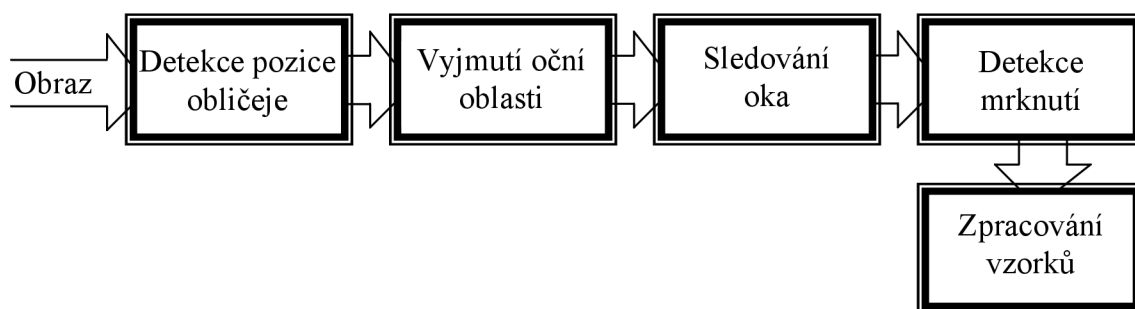 Obraz
Detekce pozice
obličeje
Vyjmutí oční
oblasti
Sledování
oka
Detekce
mrknutí
Zpracování
vzorků